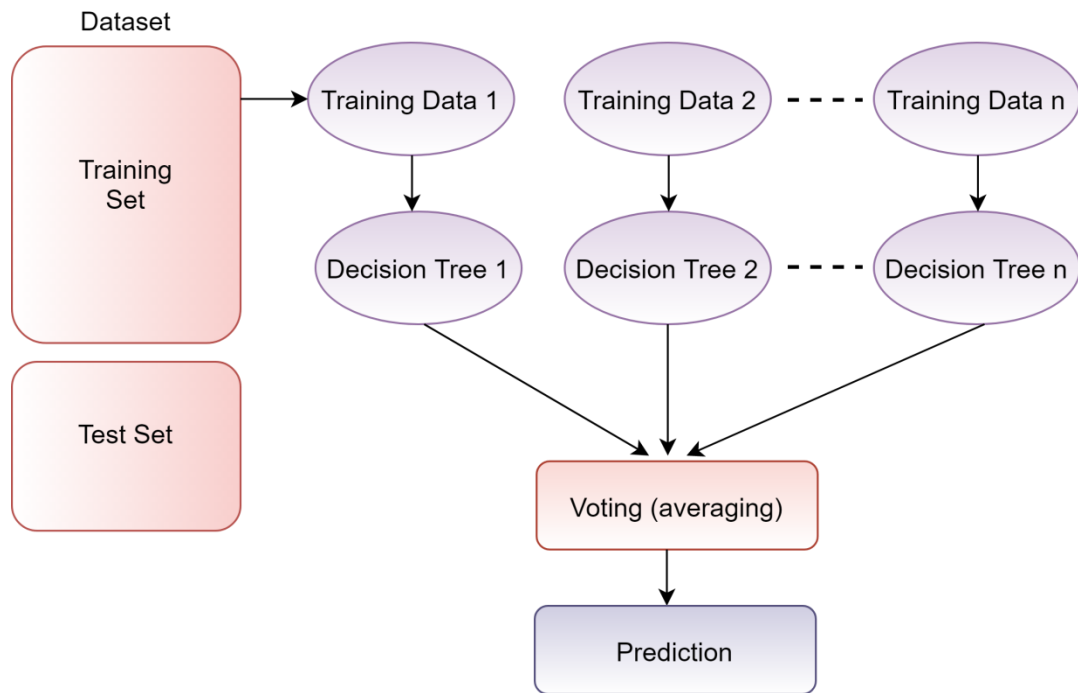 Dataset
Training
Set
Training Data 1
Training Data 2
Training Data n
Decision Tree 1
Decision Tree 2
Decision Tree n
Test Set
Voting (averaging)
Prediction